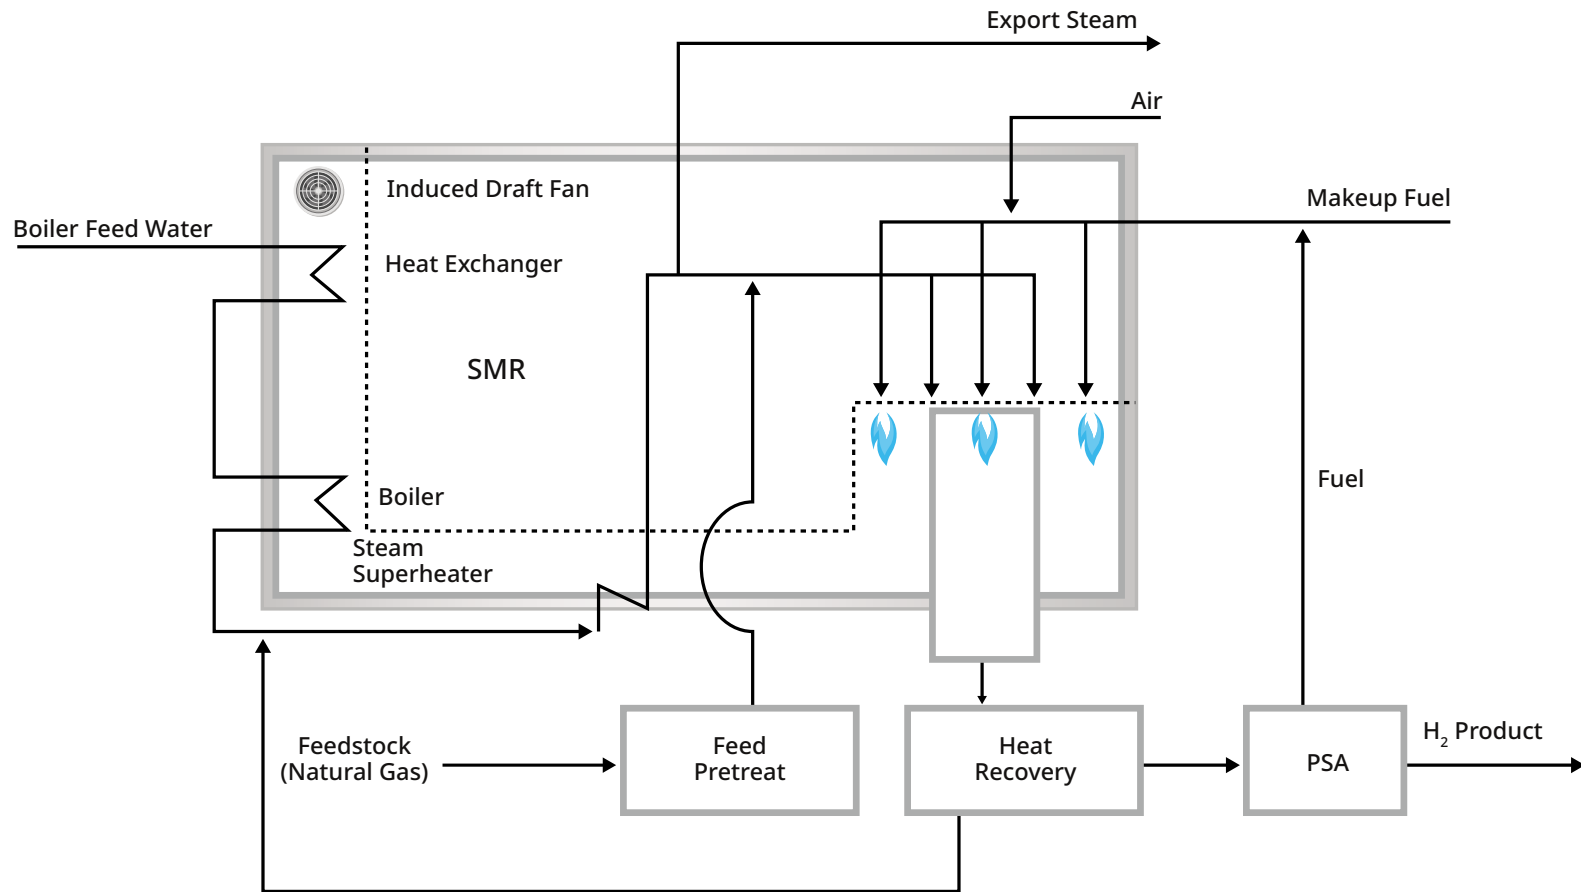 Export Steam
Air
Makeup Fuel
Induced Draft Fan
Boiler Feed Water
Heat Exchanger
SMR
Boiler
Fuel
Steam
Superheater
Feedstock
(Natural Gas)
Feed
Pretreat
Heat
Recovery
PSA
H₂ Product